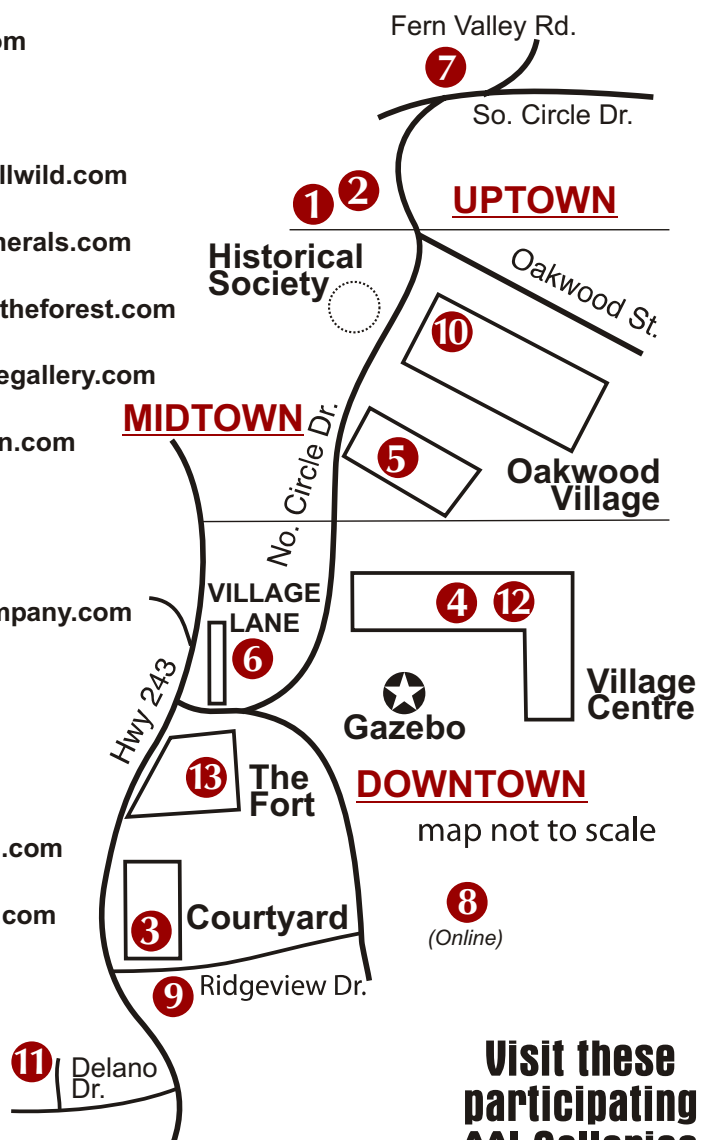 Fern Valley Rd.
om
7
So. Circle Dr.
llwild.com
1
2
UPTOWN
nerals.com
Historical
Society
Oakwood St.
theforest.com
10
egallery.com
MIDTOWN
n.com
No. Circle Dr.
5
Oakwood
Village
VILLAGE
LANE
mpany.com
4
12
6
Hwy 243
Village
Centre
Gazebo
13
The
Fort
DOWNTOWN
map not to scale
.com
8
(Online)
.com
3
Courtyard
9
Ridgeview Dr.
11
Delano
Dr.
Visit these
participating
AAI Galleries